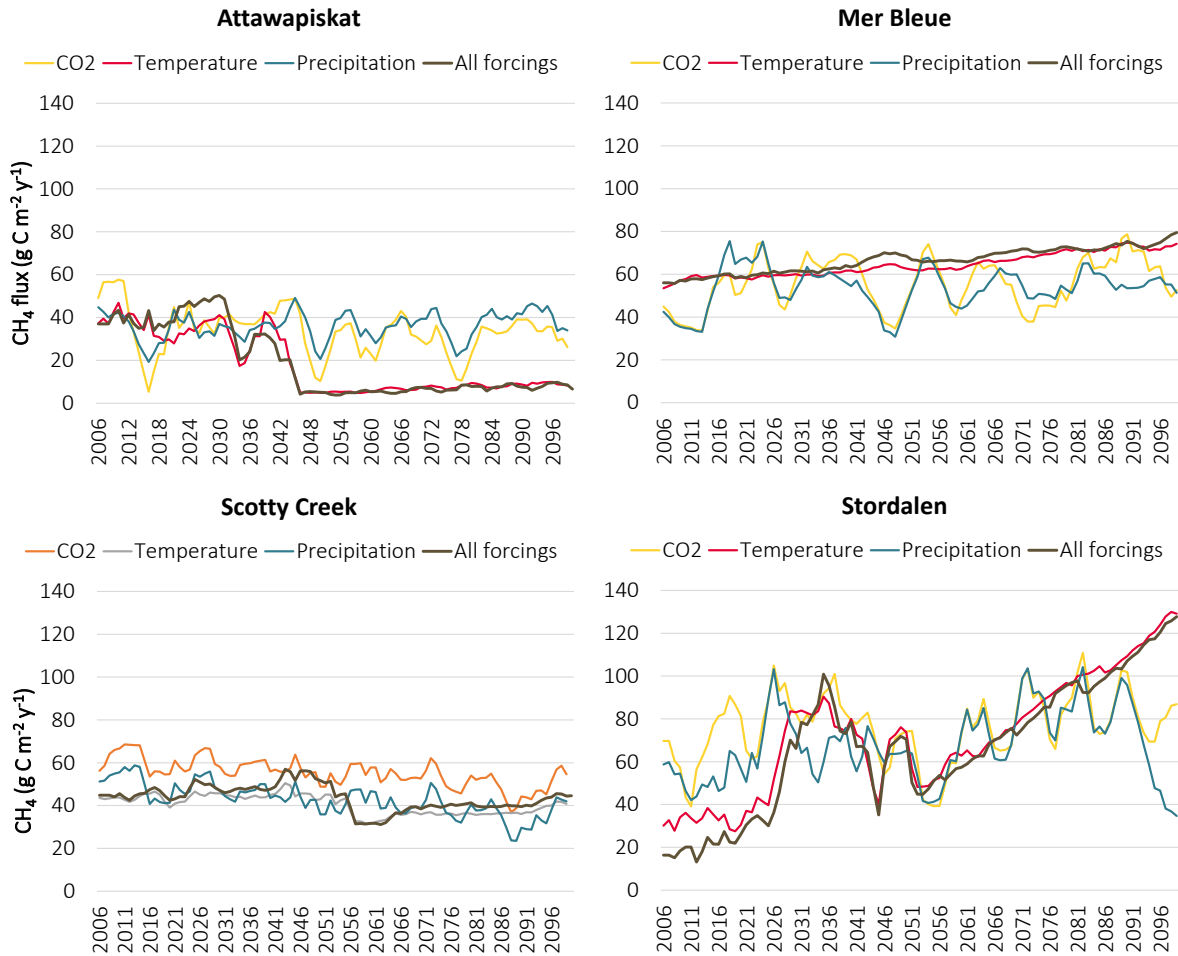 Attawapiskat
CO2 Temperature Precipitation All forcings
CH₄ flux (g C m⁻² y⁻¹)
140
120
100
80
60
40
20
0
2006 2012 2018 2024 2030 2036 2042 2048 2054 2060 2066 2072 2078 2084 2090 2096
Mer Bleue
CO2 Temperature Precipitation All forcings
140
120
100
80
60
40
20
0
2006 2011 2016 2021 2026 2031 2036 2041 2046 2051 2056 2061 2066 2071 2076 2081 2086 2091 2096
Scotty Creek
CO2 Temperature Precipitation All forcings
CH₄ (g C m⁻² y⁻¹)
140
120
100
80
60
40
20
0
2006 2011 2016 2021 2026 2031 2036 2041 2046 2051 2056 2061 2066 2071 2076 2081 2086 2091 2096
Stordalen
CO2 Temperature Precipitation All forcings
140
120
100
80
60
40
20
0
2006 2011 2016 2021 2026 2031 2036 2041 2046 2051 2056 2061 2066 2071 2076 2081 2086 2091 2096